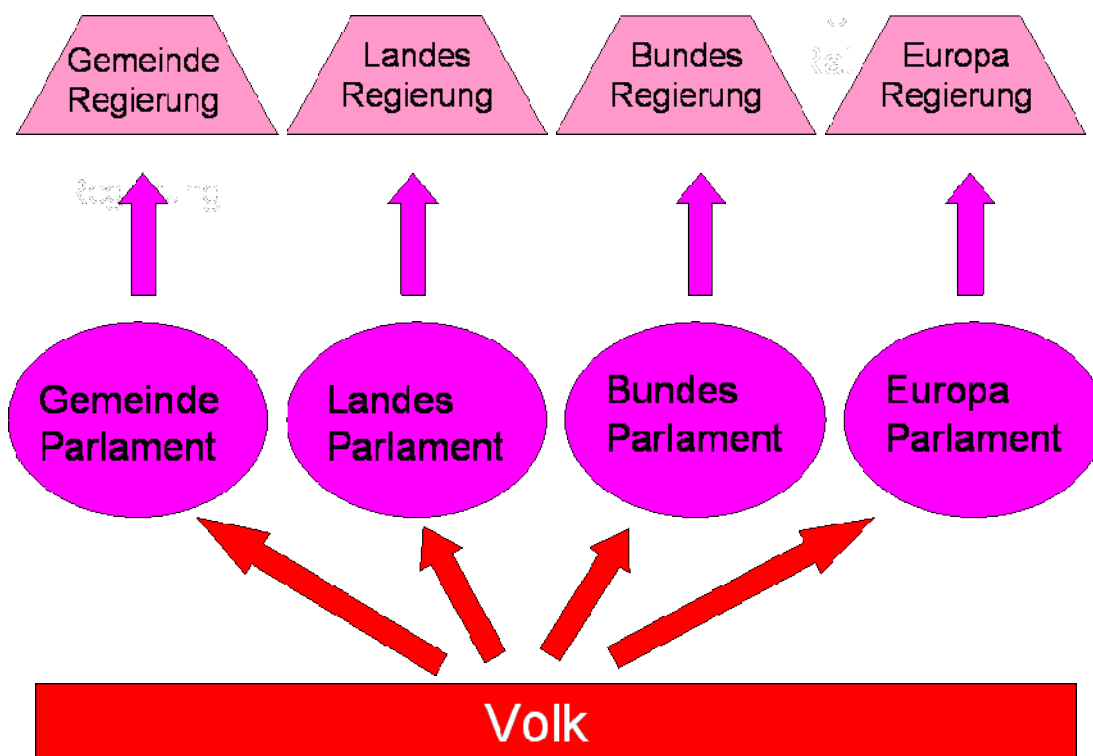 Gemeinde
Regierung
Landes
Regierung
Bundes
Regierung
Europa
Regierung
Gemeinde
Parlament
Landes
Parlament
Bundes
Parlament
Europa
Parlament
Volk